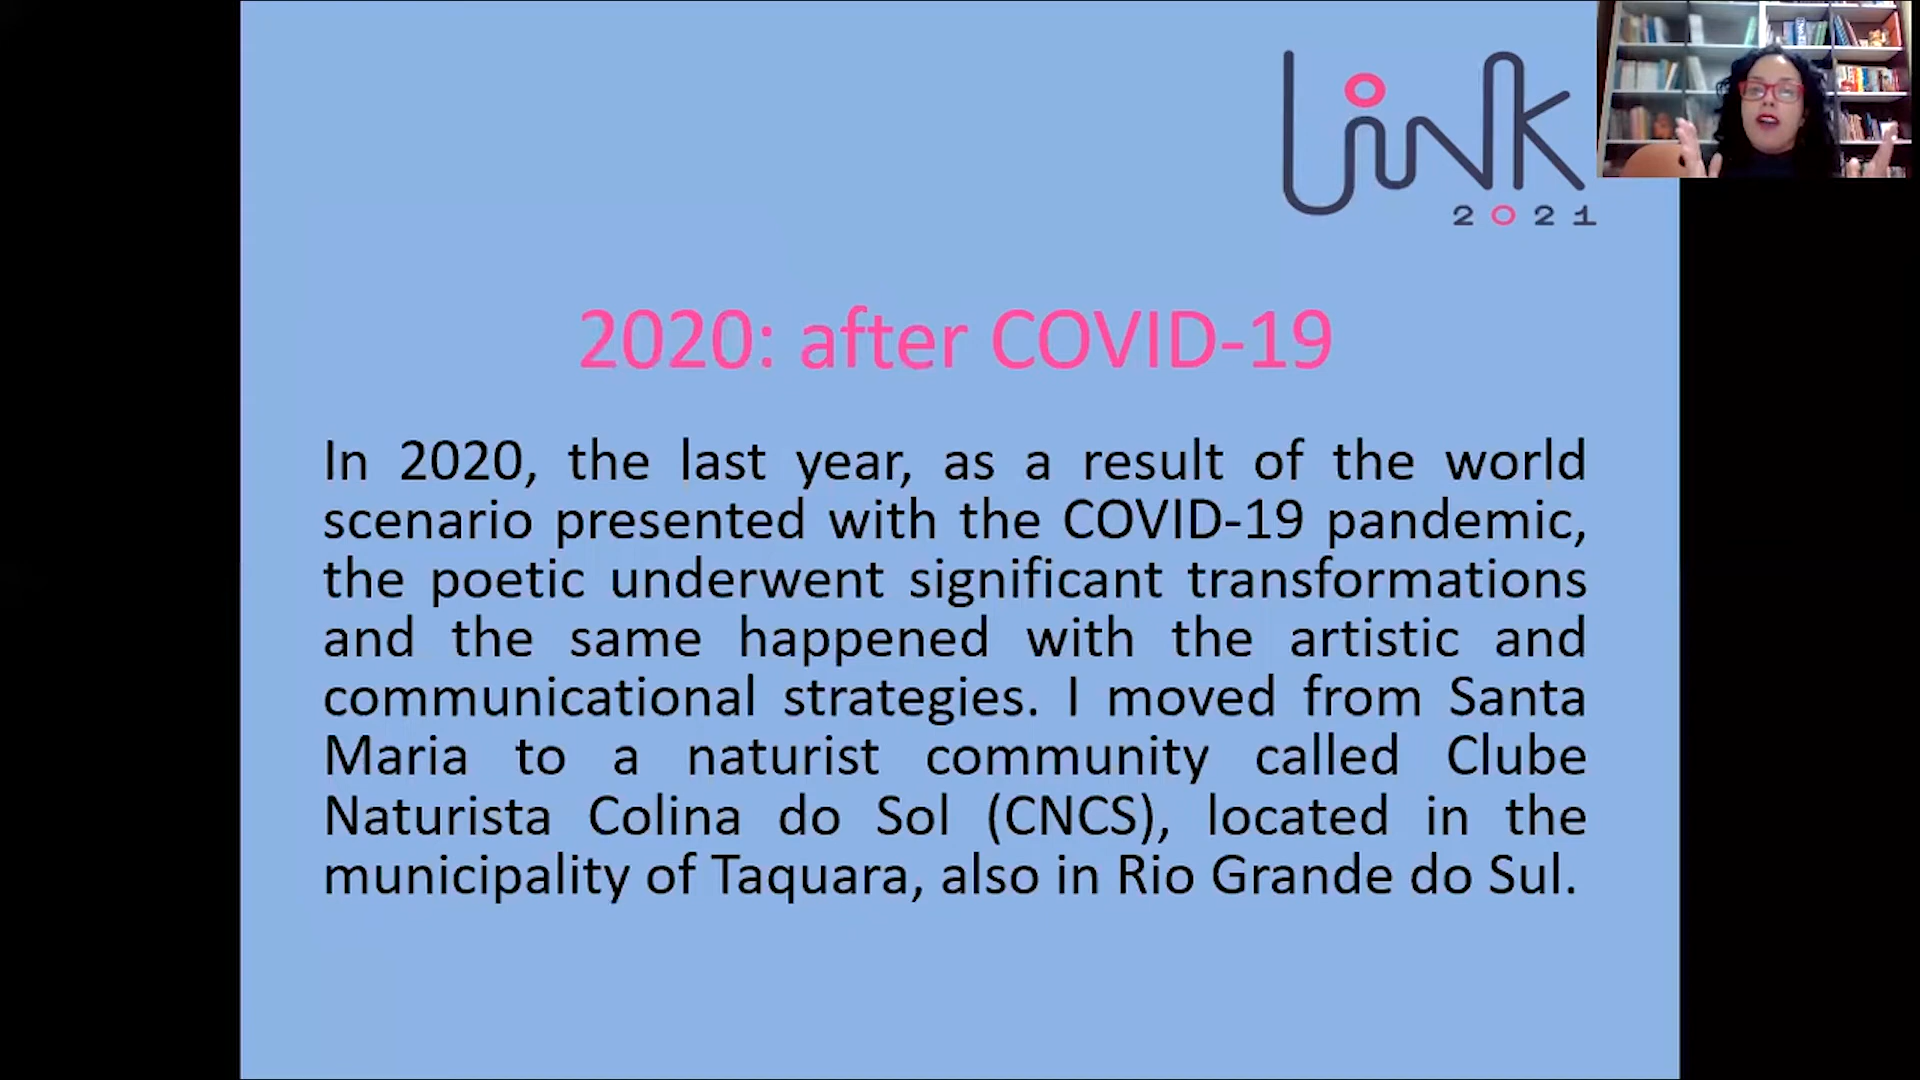 Link
2021
2020: after COVID-19
In 2020, the last year, as a result of the world
scenario presented with the COVID-19 pandemic,
the poetic underwent significant transformations
and the same happened with the artistic and
communicational strategies. I moved from Santa
Maria to a naturist community called Clube
Naturista Colina do Sol (CNCS), located in the
municipality of Taquara, also in Rio Grande do Sul.